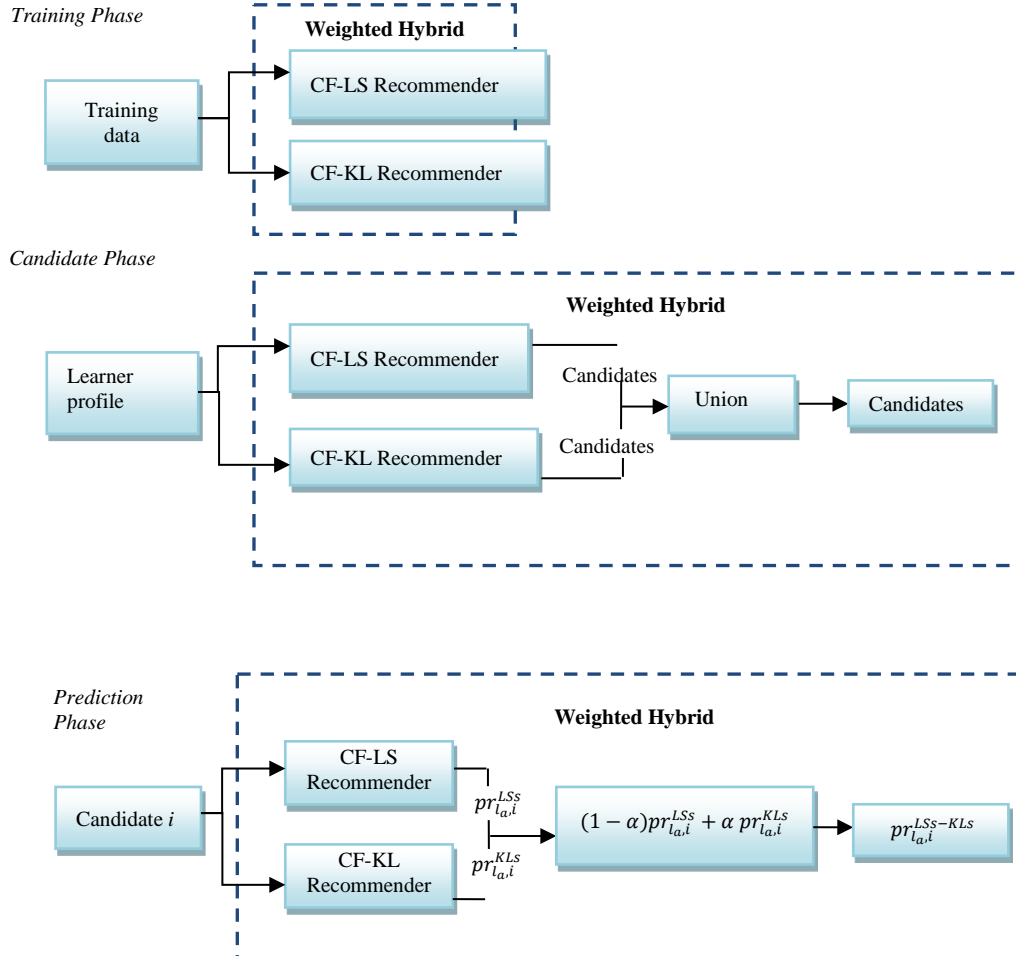 Training Phase
Weighted Hybrid
CF-LS Recommender
Training
data
CF-KL Recommender
Candidate Phase
Weighted Hybrid
CF-LS Recommender
Learner
profile
Candidates
Union
Candidates
CF-KL Recommender
Candidates
Prediction
Phase
Weighted Hybrid
CF-LS
Recommender
Candidate i
CF-KL
Recommender
$pr_{l_a,i}^{LSs}$
$pr_{l_a,i}^{KLs}$
$(1 - \alpha)pr_{l_a,i}^{LSs} + \alpha \, pr_{l_a,i}^{KLs}$
$pr_{l_a,i}^{LSs-KLs}$